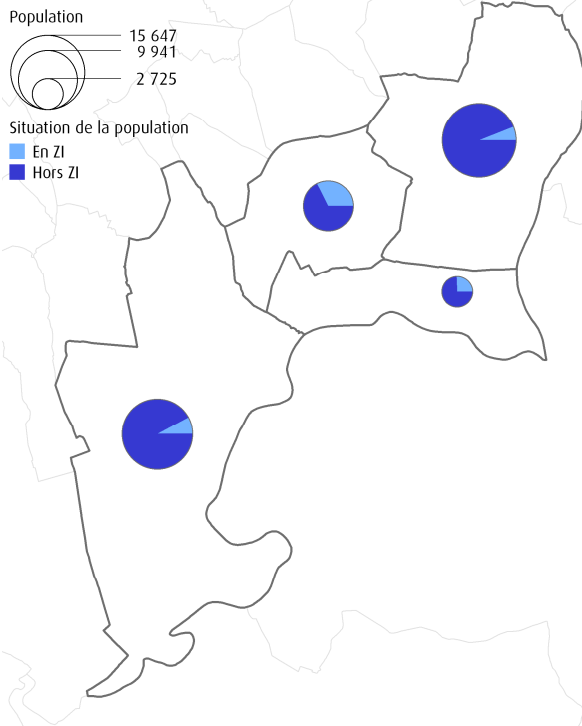 Population
15 647
9 941
2 725
Situation de la population
En ZI
Hors ZI